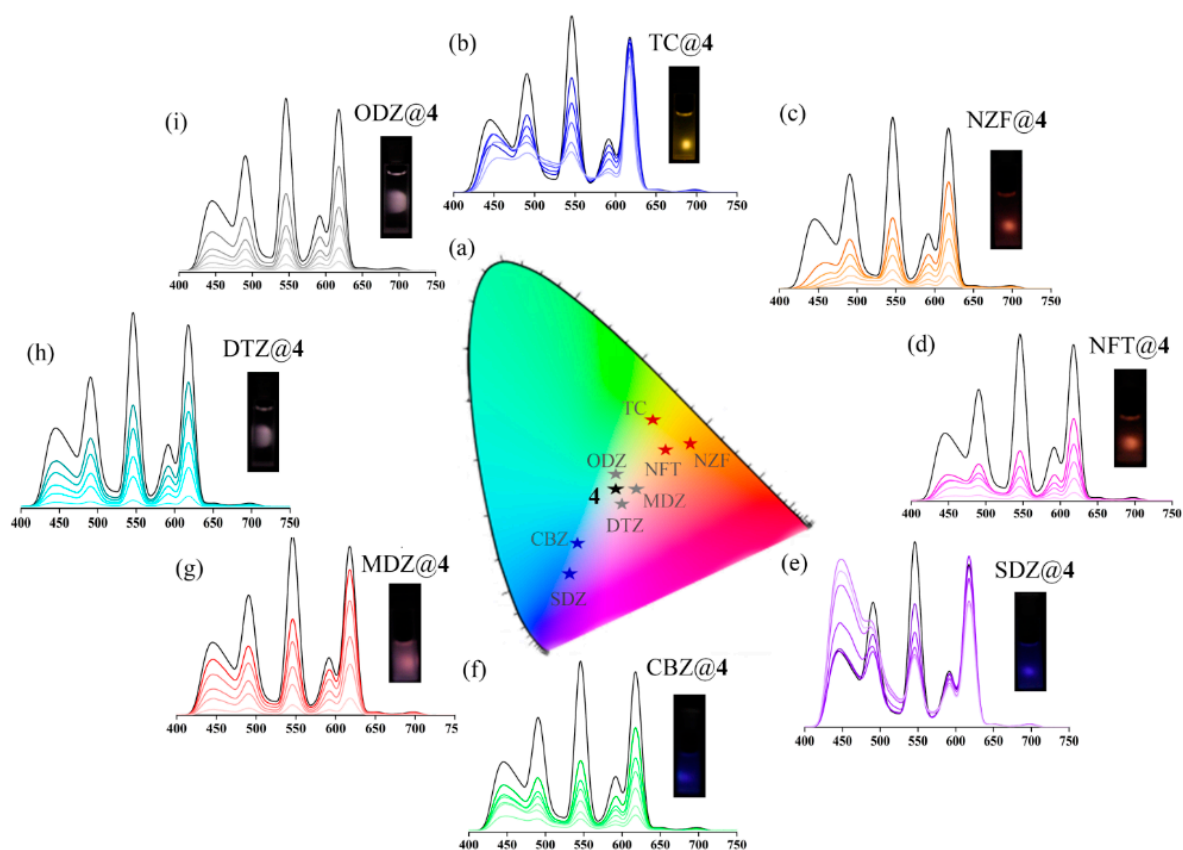 (b) TC@4
400 450 500 550 600 650 700 750
(i) ODZ@4
400 450 500 550 600 650 700 750
(c) NZF@4
400 450 500 550 600 650 700 750
(a)
TC
NZF
NFT
ODZ
4
MDZ
DTZ
CBZ
SDZ
(h) DTZ@4
400 450 500 550 600 650 700 750
(d) NFT@4
400 450 500 550 600 650 700 750
(g) MDZ@4
400 450 500 550 600 650 700 75
(e) SDZ@4
400 450 500 550 600 650 700 750
(f) CBZ@4
400 450 500 550 600 650 700 750